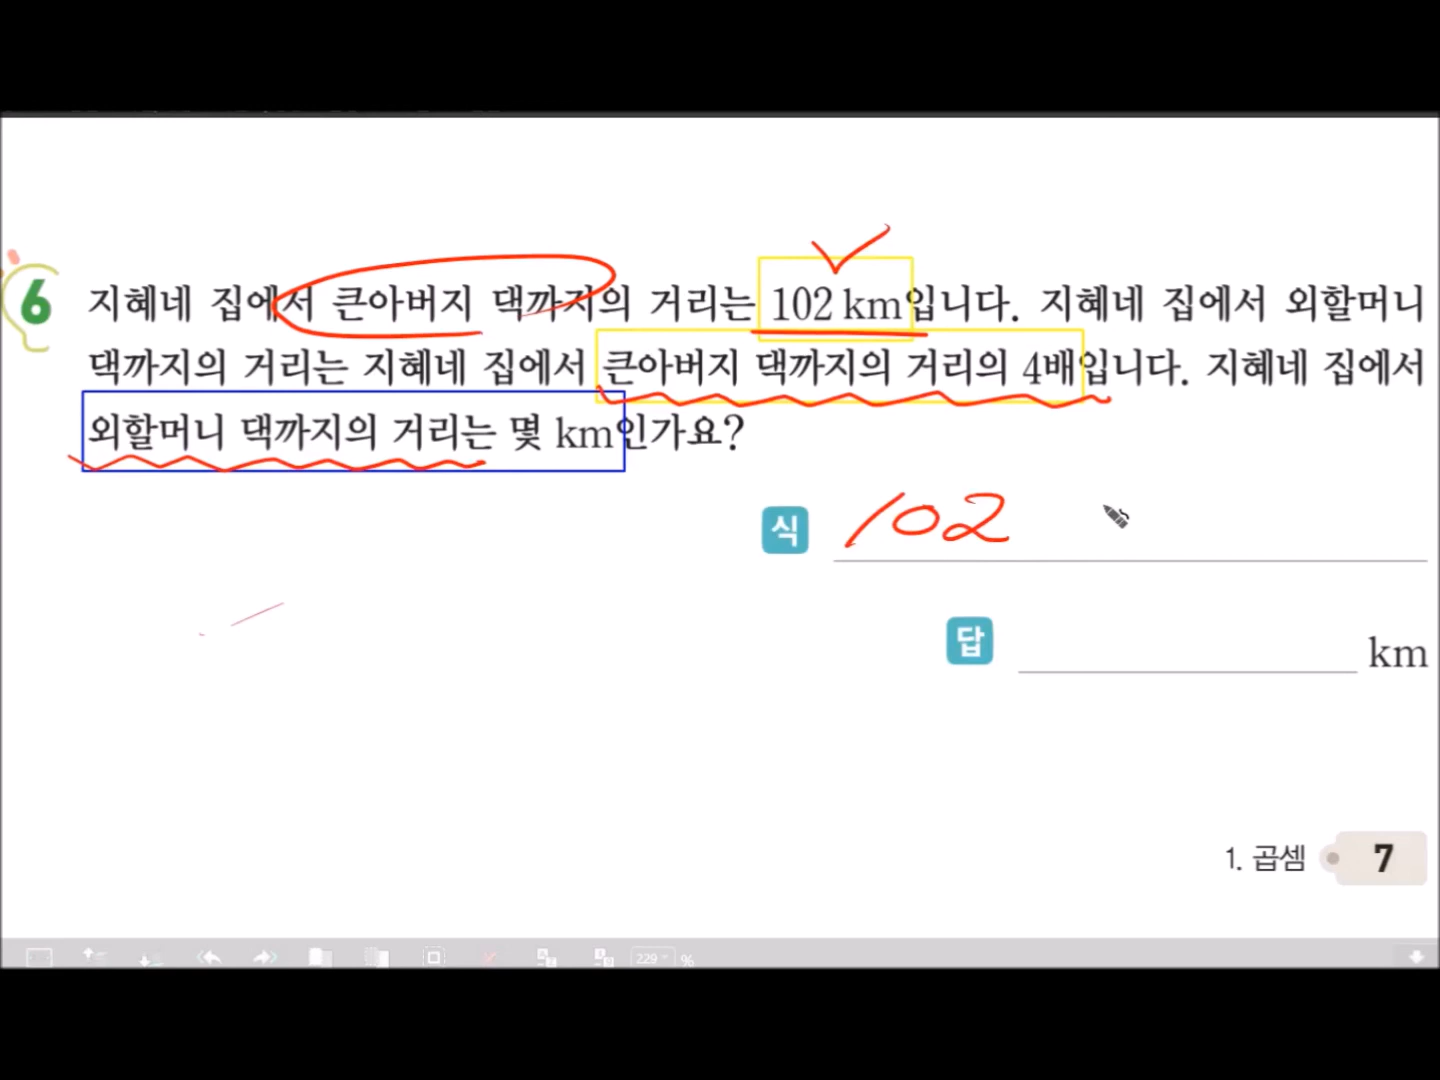 6 지혜네 집에서 큰아버지 댁까지의 거리는 102 km입니다. 지혜네 집에서 외할머니
댁까지의 거리는 지혜네 집에서 큰아버지 댁까지의 거리의 4배입니다. 지혜네 집에서
외할머니 댁까지의 거리는 몇 km인가요?
식 102
답 km
1. 곱셈 7
229 %